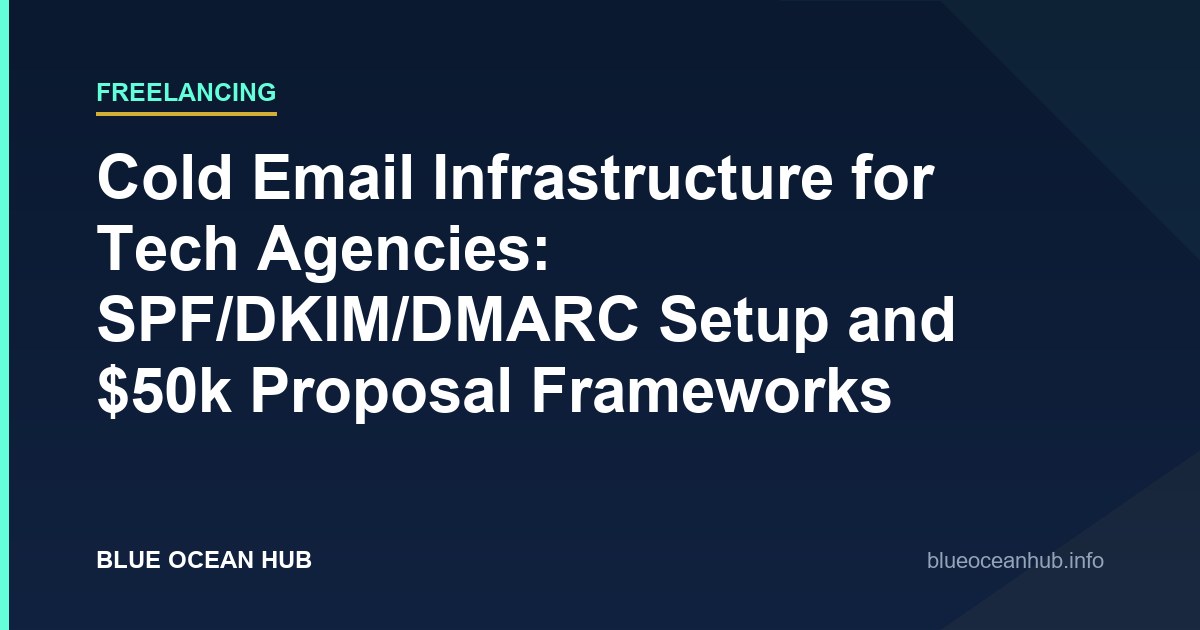 FREELANCING
Cold Email Infrastructure for
Tech Agencies:
SPF/DKIM/DMARC Setup and
$50k Proposal Frameworks
BLUE OCEAN HUB
blueoceanhub.info